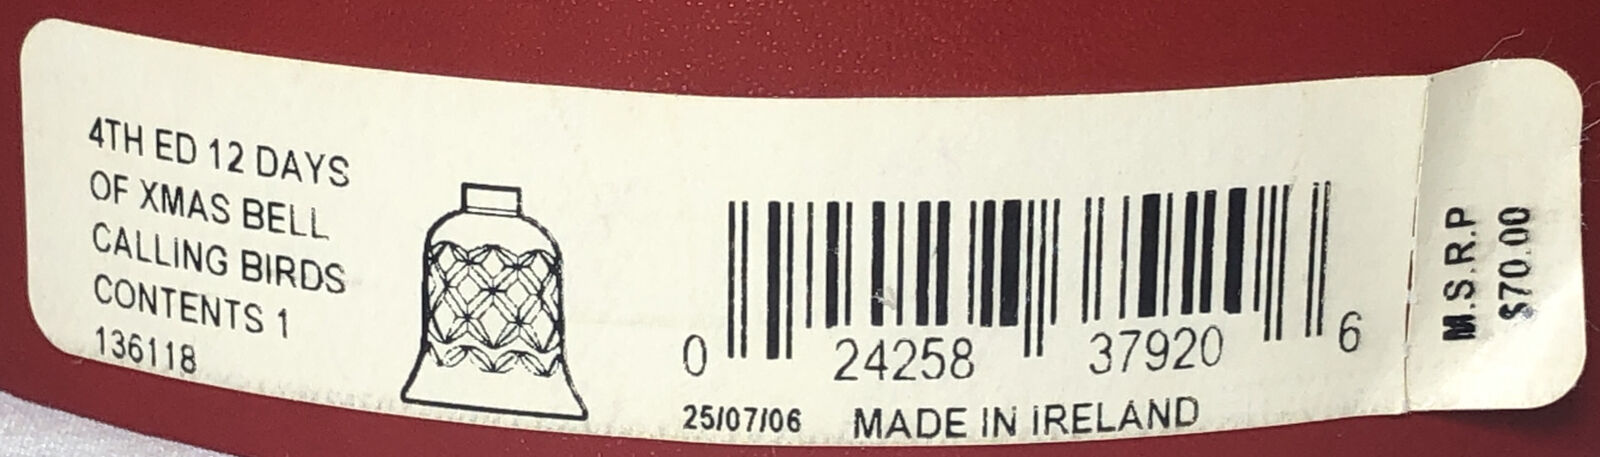 4TH ED 12 DAYS
OF XMAS BELL
CALLING BIRDS
CONTENTS 1
136118
0 24258 37920 6
25/07/06 MADE IN IRELAND
M.S.R.P
$70.00